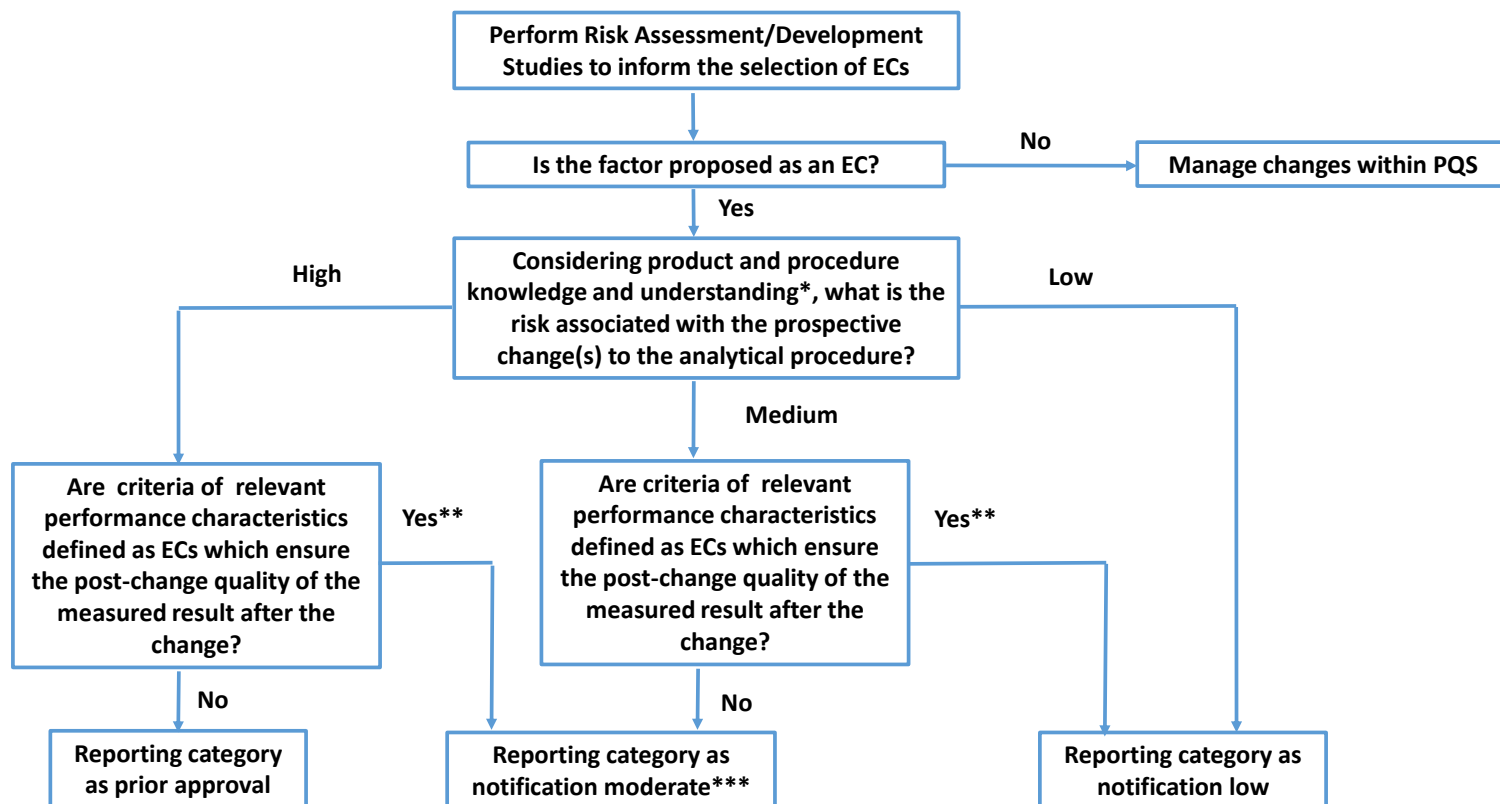 Perform Risk Assessment/Development
Studies to inform the selection of ECs
Is the factor proposed as an EC?
No
Manage changes within PQS
Yes
Considering product and procedure
knowledge and understanding*, what is the
risk associated with the prospective
change(s) to the analytical procedure?
High
Low
Medium
Are criteria of relevant
performance characteristics
defined as ECs which ensure
the post-change quality of the
measured result after the
change?
Yes**
Are criteria of relevant
performance characteristics
defined as ECs which ensure
the post-change quality of the
measured result after the
change?
Yes**
No
No
Reporting category
as prior approval
Reporting category as
notification moderate***
Reporting category as
notification low